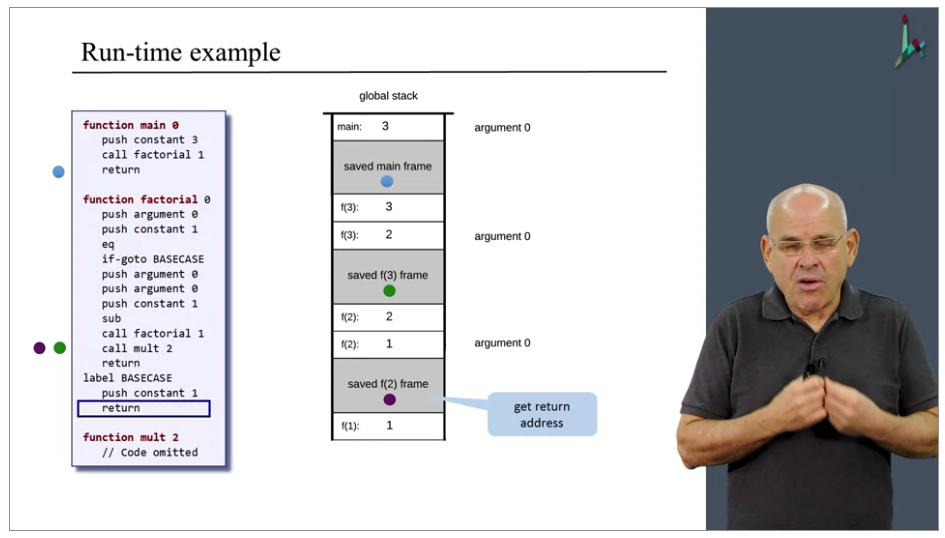 Run-time example
function main 0
push constant 3
call factorial 1
return
function factorial 0
push argument 0
push constant 1
eq
if-goto BASECASE
push argument 0
push argument 0
push constant 1
sub
call factorial 1
call mult 2
return
label BASECASE
push constant 1
return
function mult 2
// Code omitted
global stack
main: 3
argument 0
saved main frame
f(3): 3
f(3): 2
argument 0
saved f(3) frame
f(2): 2
f(2): 1
argument 0
saved f(2) frame
f(1): 1
get return
address